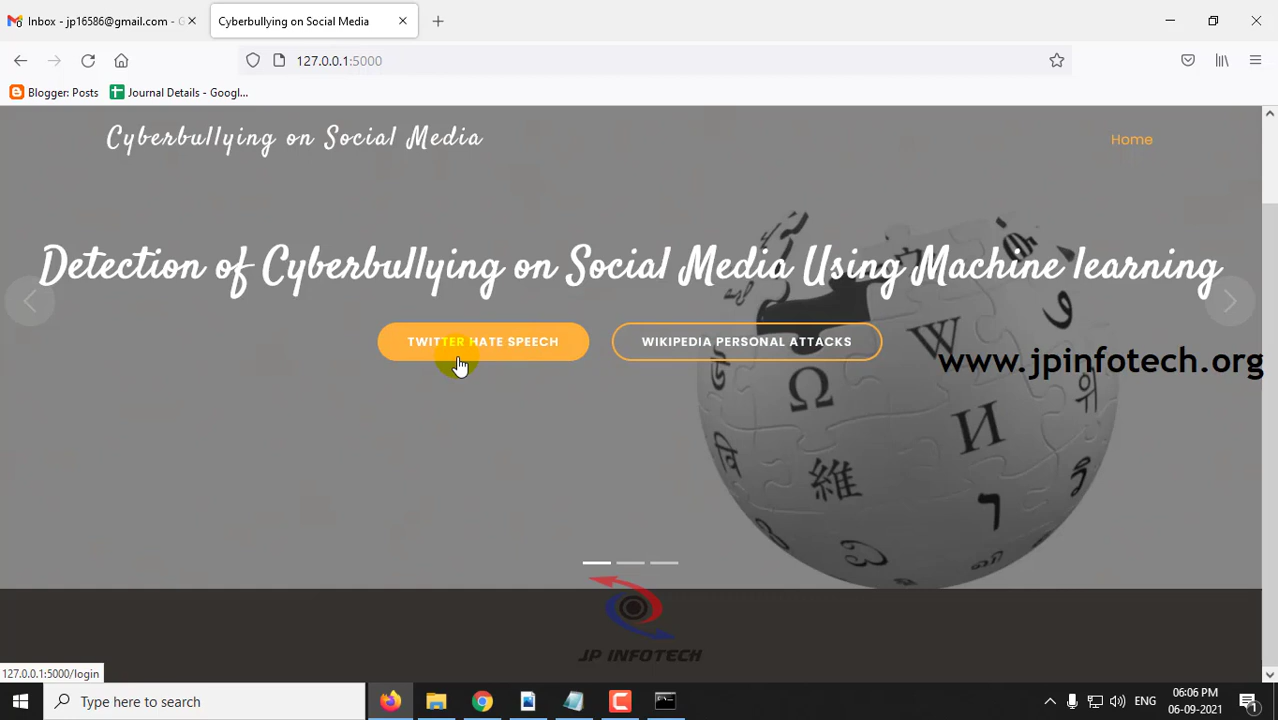 Inbox - jp16586@gmail.com - G
Cyberbullying on Social Media
127.0.0.1:5000
Blogger: Posts
Journal Details - Googl...
Cyberbullying on Social Media
Home
Detection of Cyberbullying on Social Media Using Machine learning
TWITTER HATE SPEECH
WIKIPEDIA PERSONAL ATTACKS
www.jpinfotech.org
Ω
W
И
維
JP INFOTECH
127.0.0.1:5000/login
Type here to search
ENG
06:06 PM
06-09-2021
1